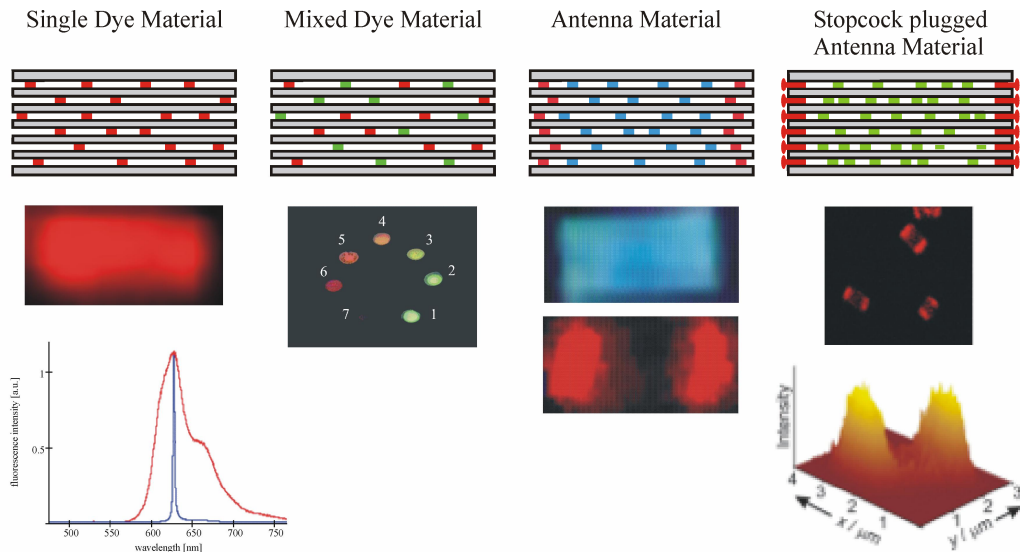 Single Dye Material
Mixed Dye Material
Antenna Material
Stopcock plugged
Antenna Material
4
5
3
6
2
7
1
1
0.5
fluorescence intensity [a.u.]
500
550
600
650
700
750
wavelength [nm]
Intensity
4
3
2
1
x / μm
1
2
3
y / μm